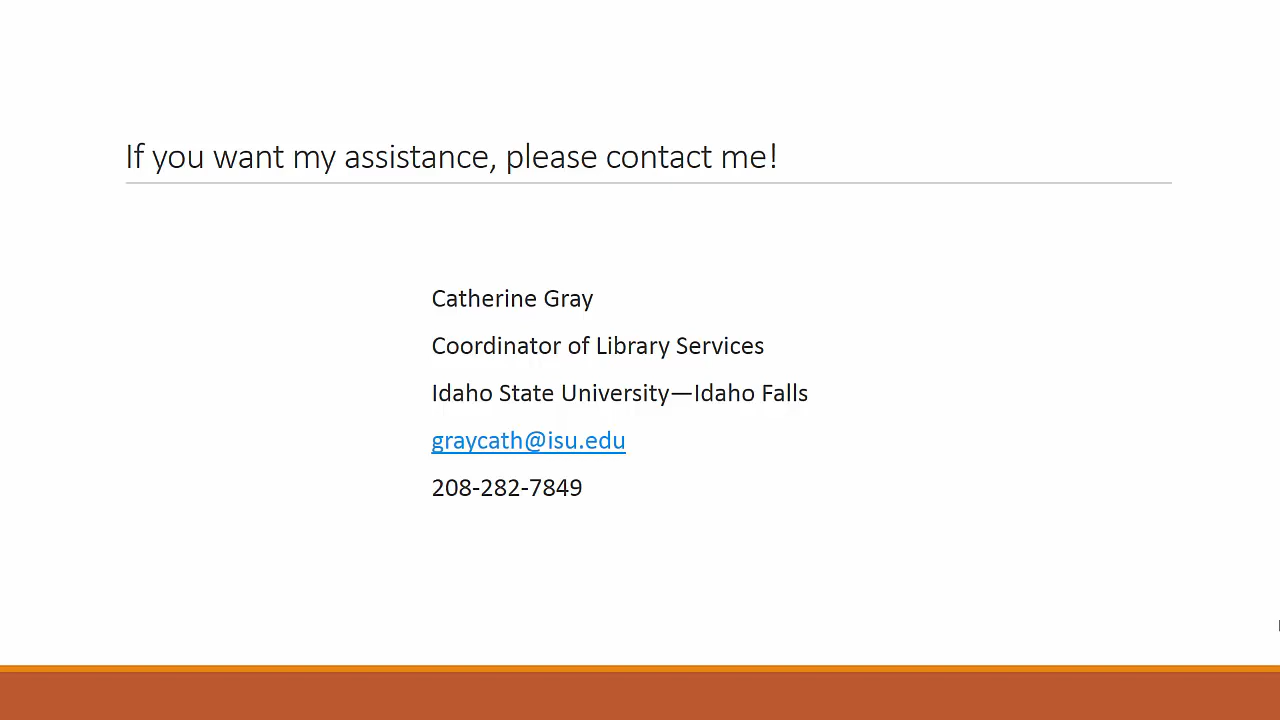 If you want my assistance, please contact me!
Catherine Gray
Coordinator of Library Services
Idaho State University—Idaho Falls
graycath@isu.edu
208-282-7849